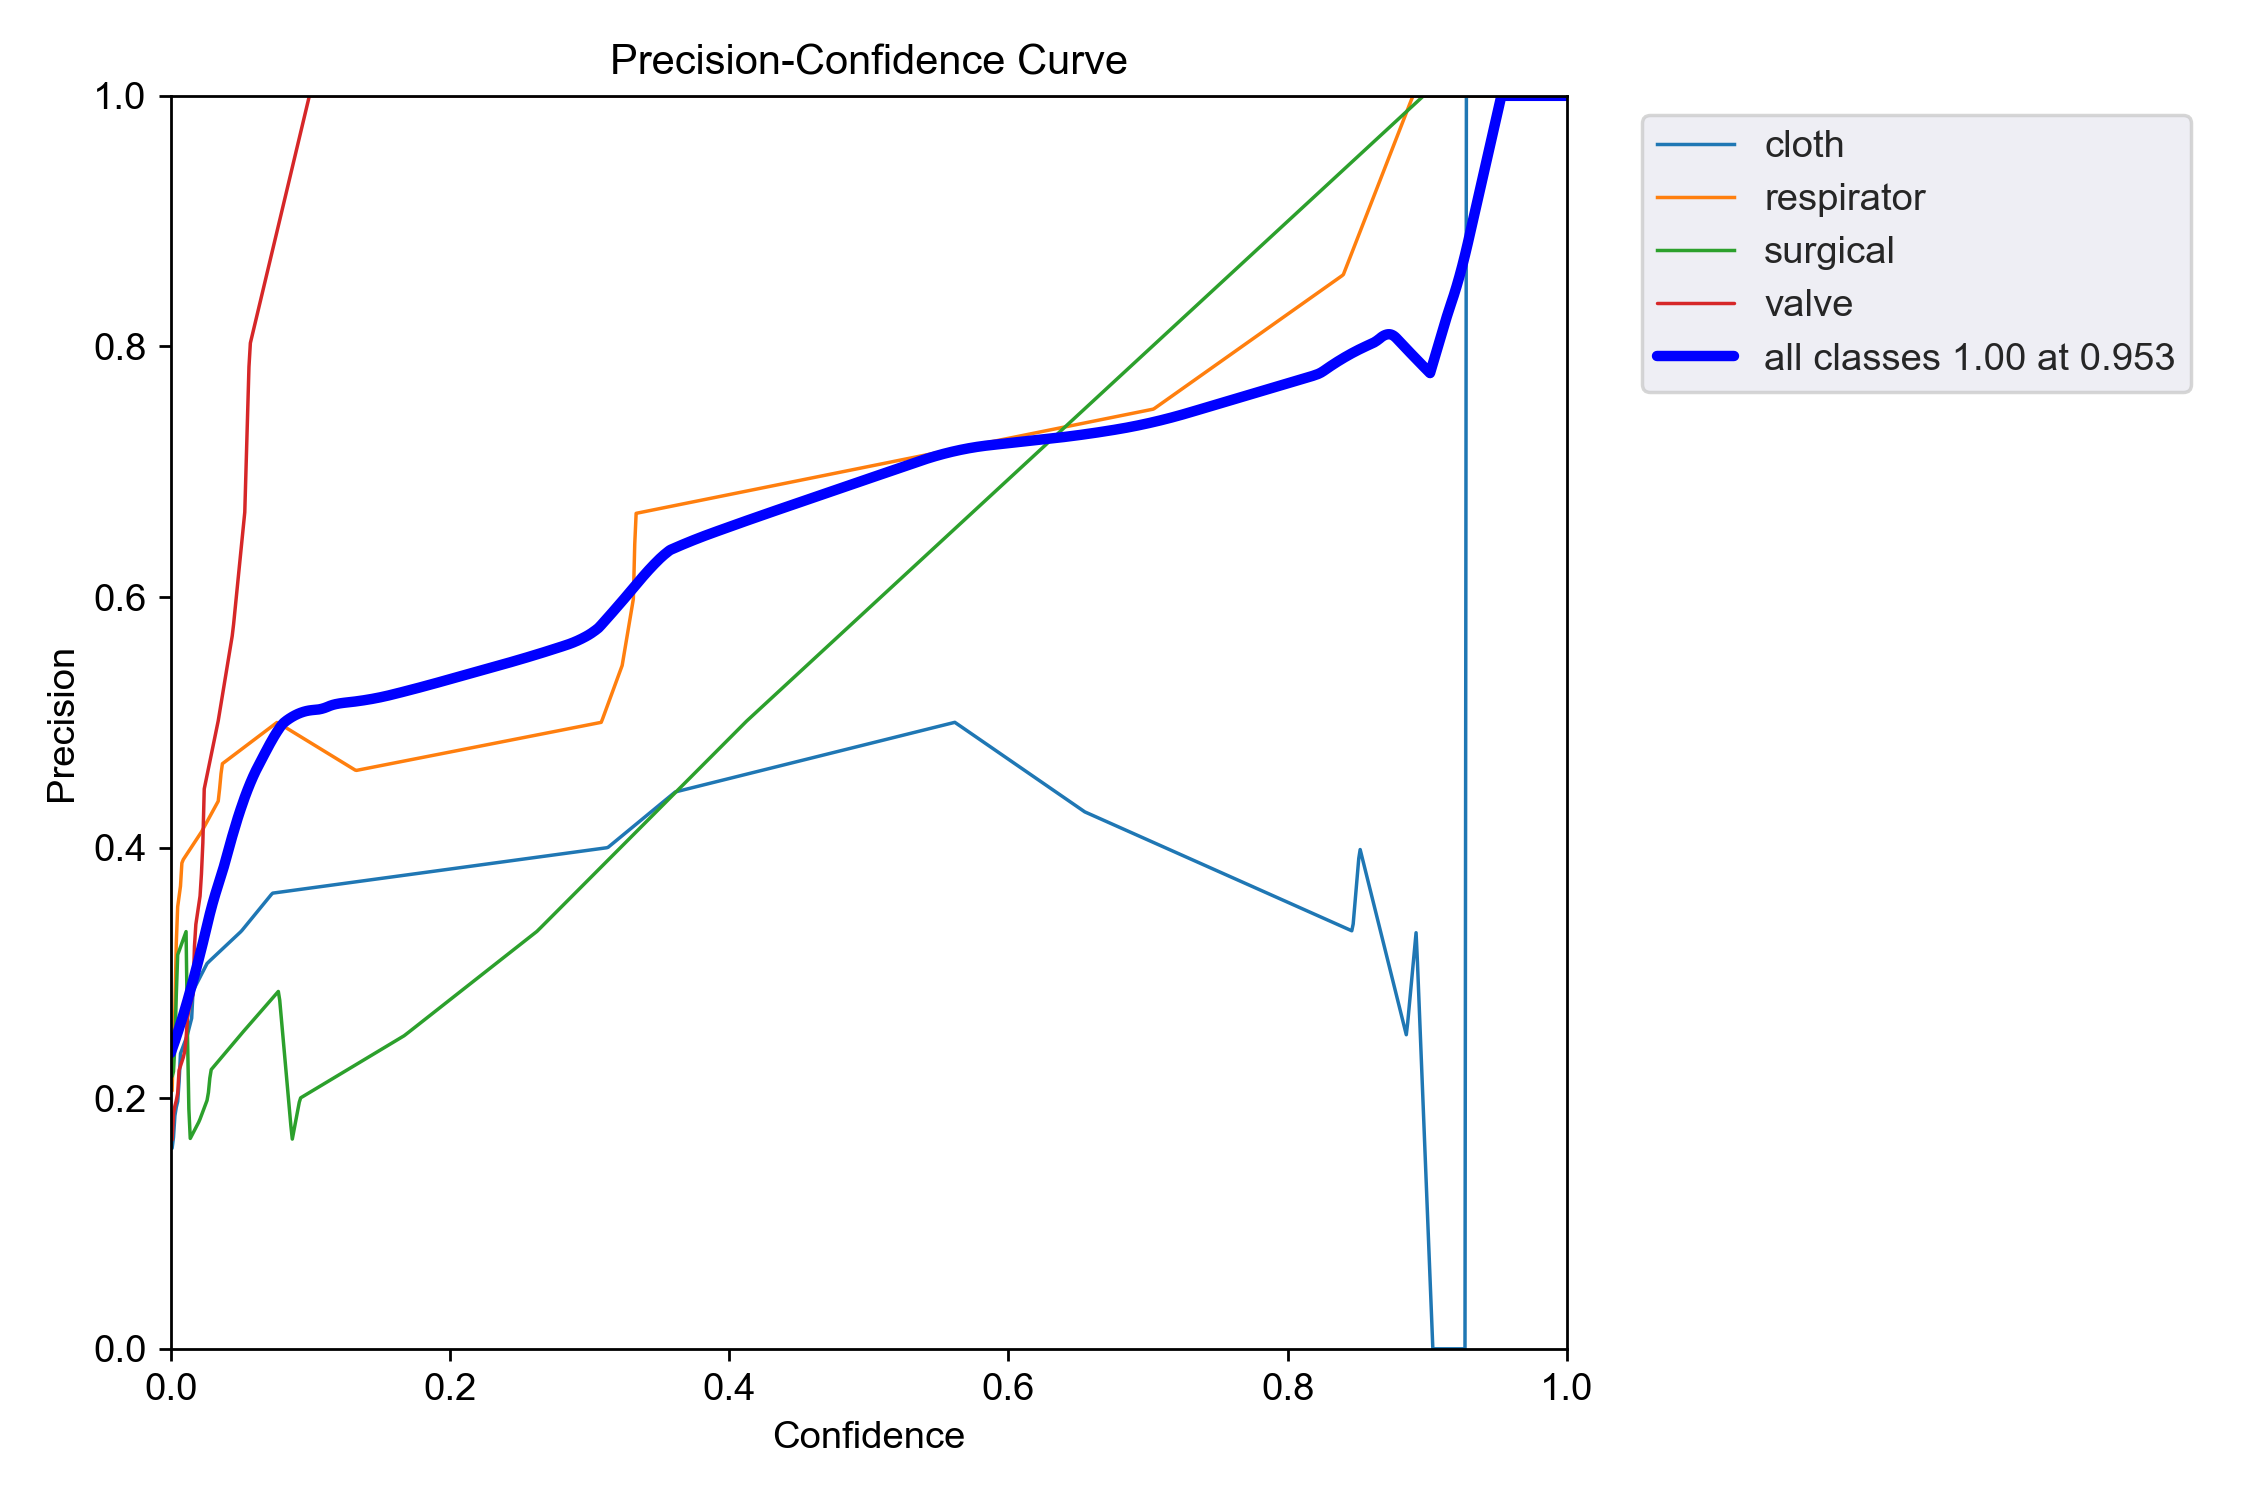 Precision-Confidence Curve
1.0
0.8
0.6
0.4
0.2
0.0
Precision
0.0 0.2 0.4 0.6 0.8 1.0
Confidence
cloth
respirator
surgical
valve
all classes 1.00 at 0.953